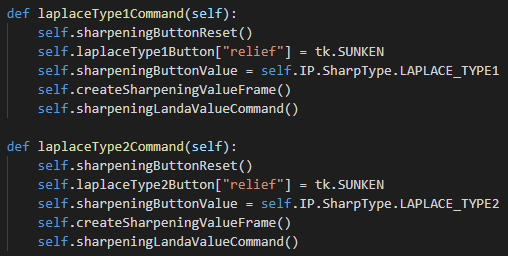 def laplaceType1Command(self):
    self.sharpeningButtonReset()
    self.laplaceType1Button["relief"] = tk.SUNKEN
    self.sharpeningButtonValue = self.IP.SharpType.LAPLACE_TYPE1
    self.createSharpeningValueFrame()
    self.sharpeningLandaValueCommand()

def laplaceType2Command(self):
    self.sharpeningButtonReset()
    self.laplaceType2Button["relief"] = tk.SUNKEN
    self.sharpeningButtonValue = self.IP.SharpType.LAPLACE_TYPE2
    self.createSharpeningValueFrame()
    self.sharpeningLandaValueCommand()